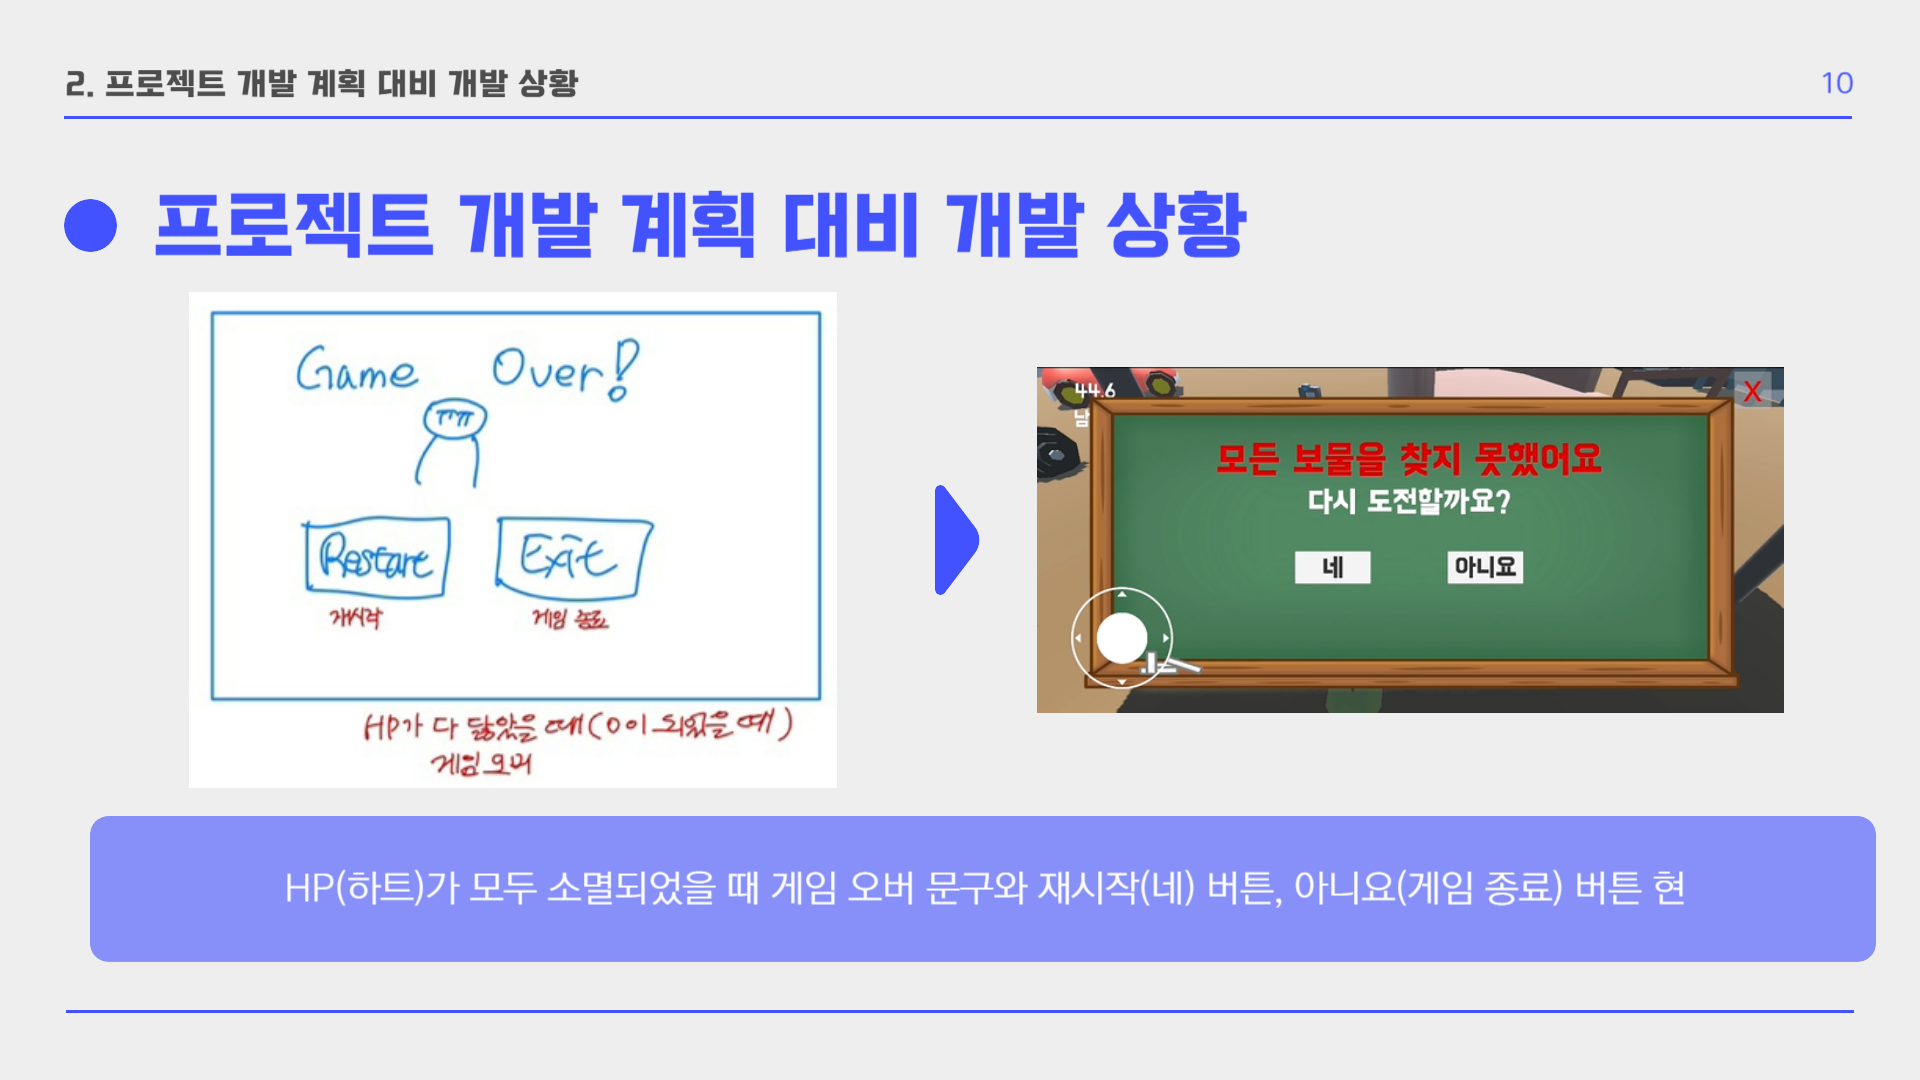 2. 프로젝트 개발 계획 대비 개발 상황
10
프로젝트 개발 계획 대비 개발 상황
Game Over!
ㅠㅠ
Restart
Exit
재시작
게임 종료
HP가 다 닳았을 때(0이 되었을 때)
게임 오버
44.6
담
X
모든 보물을 찾지 못했어요
다시 도전할까요?
네
아니요
HP(하트)가 모두 소멸되었을 때 게임 오버 문구와 재시작(네) 버튼, 아니요(게임 종료) 버튼 현